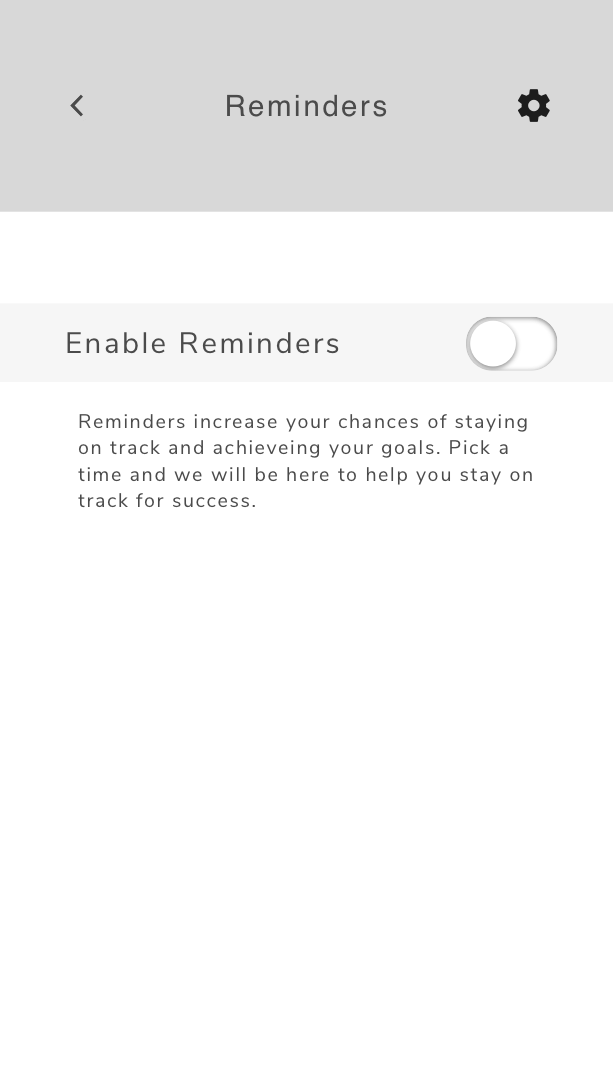 Reminders
Enable Reminders
Reminders increase your chances of staying
on track and achieveing your goals. Pick a
time and we will be here to help you stay on
track for success.